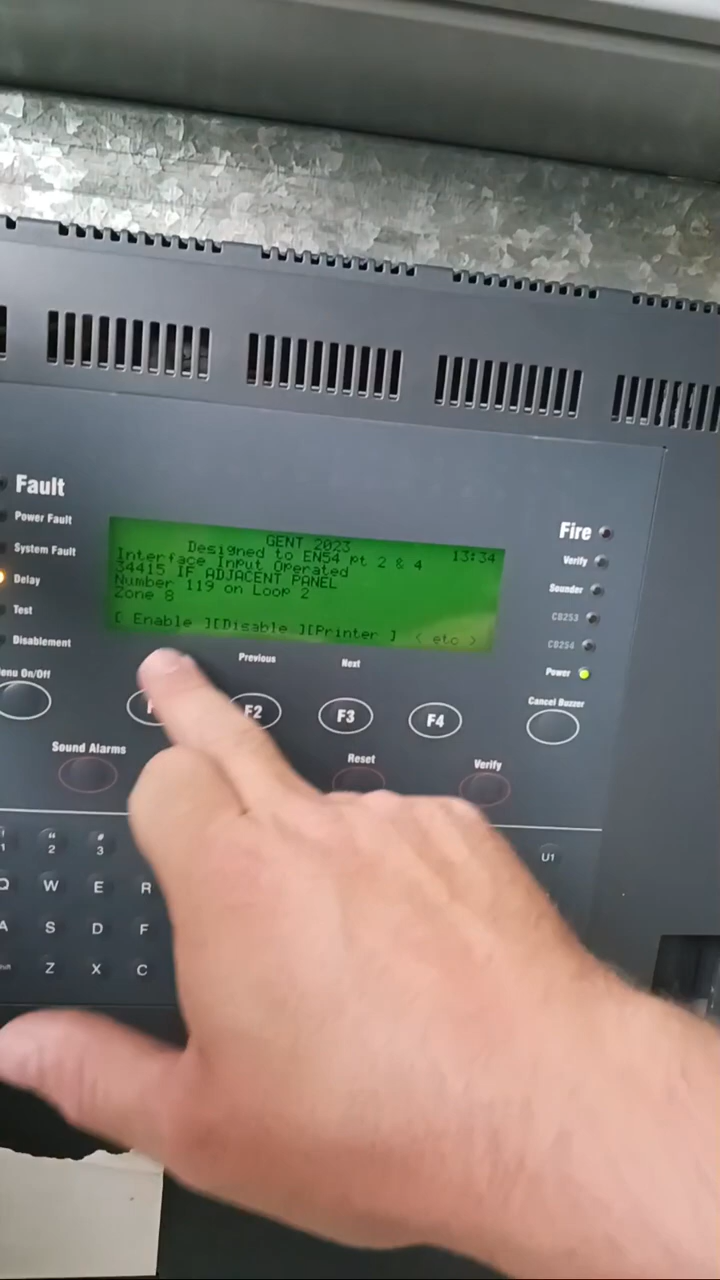 Fault
Power Fault
System Fault
Delay
Test
Disablement
enu On/Off
GENT 2023
Designed to EN54 pt 2 & 4 13:34
Interface Input Operated
34415 IF ADJACENT PANEL
Number 119 on Loop 2
Zone 8
[ Enable ][Disable ][Printer ] < etc >
Previous
Next
F2
F3
F4
Fire
Verify
Sounder
CB253
CB254
Power
Cancel Buzzer
Sound Alarms
Reset
Verify
! " #
1 2 3
Q W E R
A S D F
Z X C
U1